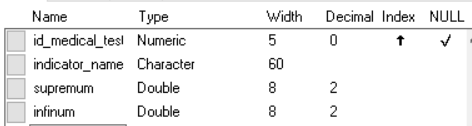 Name Type Width Decimal Index NULL
id_medical_test Numeric 5 0 ↑ ✓
indicator_name Character 60
supremum Double 8 2
infinum Double 8 2